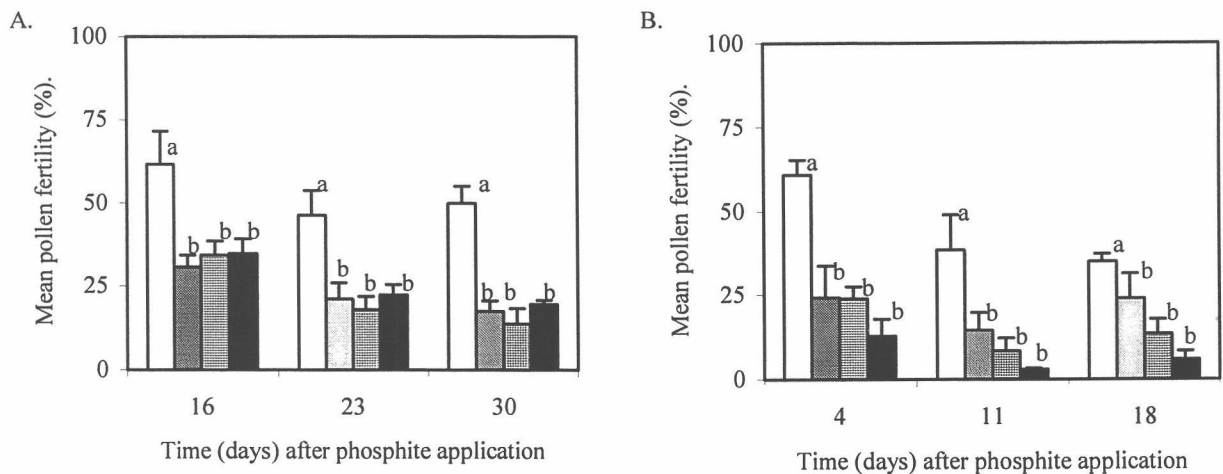 A.
Mean pollen fertility (%).
100
75
50
25
0
a
b
b
b
a
b
b
b
a
b
b
b
16
23
30
Time (days) after phosphite application
B.
Mean pollen fertility (%).
100
75
50
25
0
a
b
b
b
a
b
b
b
a
b
b
b
4
11
18
Time (days) after phosphite application